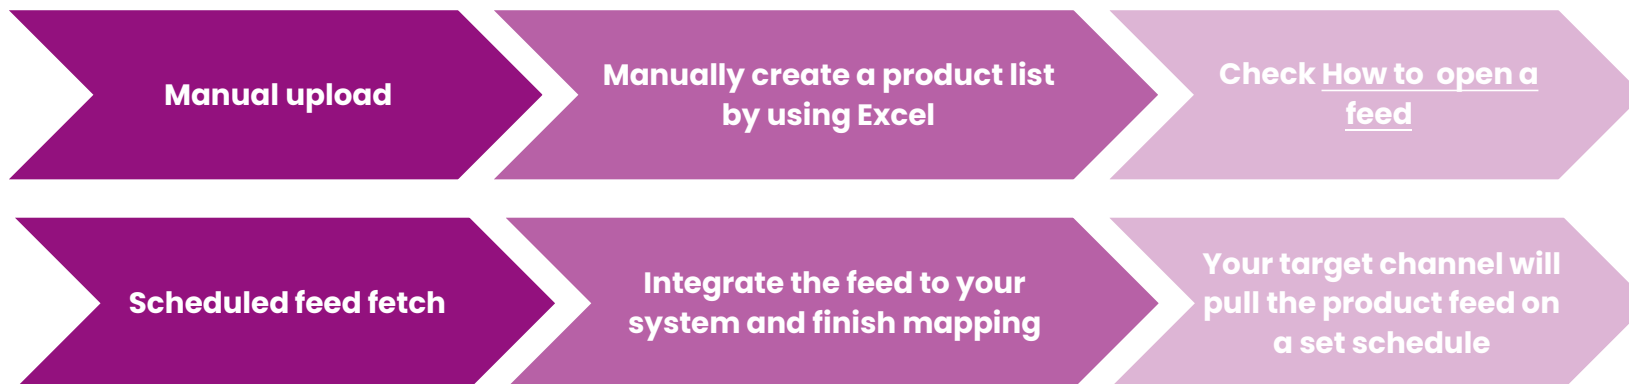 Manual upload
Manually create a product list
by using Excel
Check How to open a
feed
Scheduled feed fetch
Integrate the feed to your
system and finish mapping
Your target channel will
pull the product feed on
a set schedule